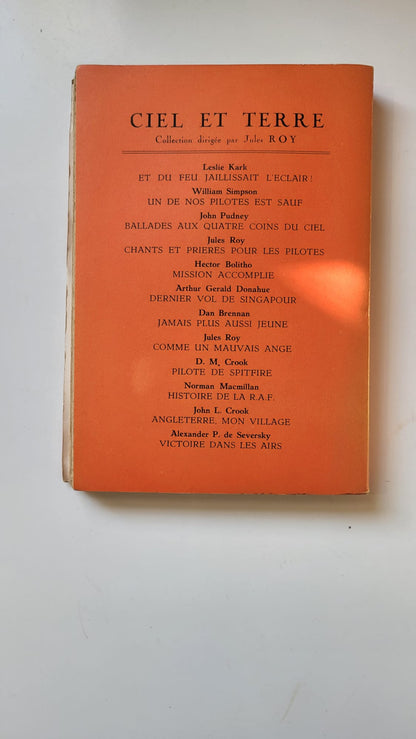 CIEL ET TERRE
Collection dirigée par Jules ROY
Leslie Kark
ET DU FEU JAILLISSAIT L'ECLAIR !
William Simpson
UN DE NOS PILOTES EST SAUF
John Pudney
BALLADES AUX QUATRE COINS DU CIEL
Jules Roy
CHANTS ET PRIERES POUR LES PILOTES
Hector Bolitho
MISSION ACCOMPLIE
Arthur Gerald Donahue
DERNIER VOL DE SINGAPOUR
Dan Brennan
JAMAIS PLUS AUSSI JEUNE
Jules Roy
COMME UN MAUVAIS ANGE
D. M. Crook
PILOTE DE SPITFIRE
Norman Macmillan
HISTOIRE DE LA R.A.F.
John L. Crook
ANGLETERRE, MON VILLAGE
Alexander P. de Seversky
VICTOIRE DANS LES AIRS